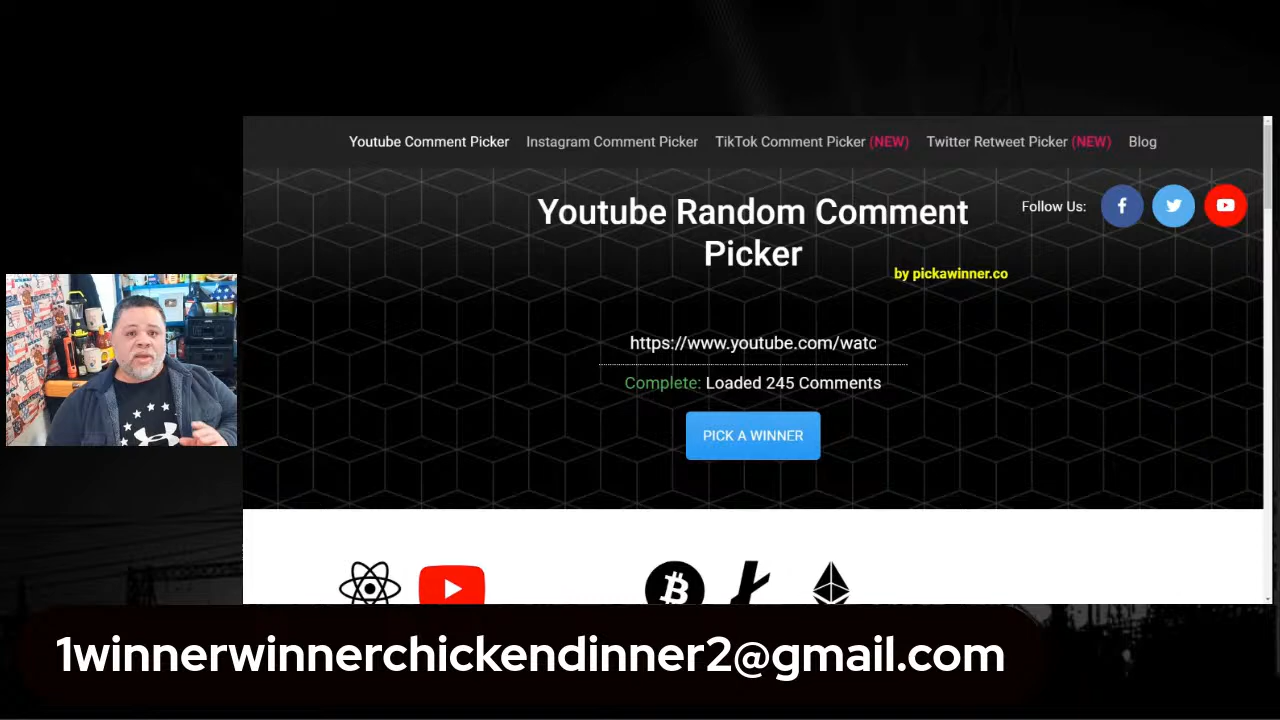 Youtube Comment Picker Instagram Comment Picker TikTok Comment Picker (NEW) Twitter Retweet Picker (NEW) Blog
Youtube Random Comment
Picker
by pickawinner.co
Follow Us:
https://www.youtube.com/watc
Complete: Loaded 245 Comments
PICK A WINNER
1winnerwinnerchickendinner2@gmail.com